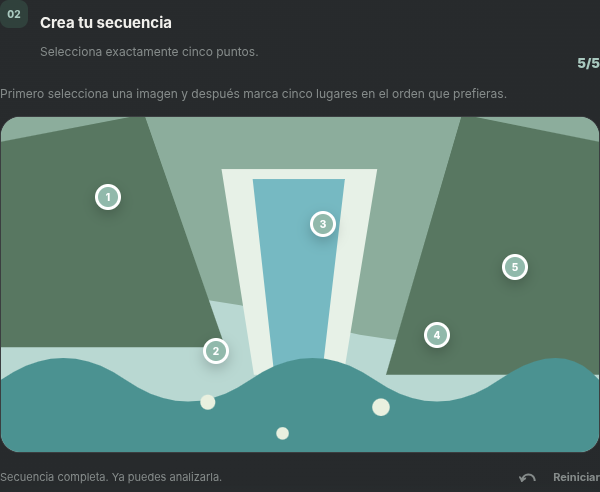 02
Crea tu secuencia
Selecciona exactamente cinco puntos.
5/5
Primero selecciona una imagen y después marca cinco lugares en el orden que prefieras.
1
3
5
4
2
Secuencia completa. Ya puedes analizarla.
Reiniciar